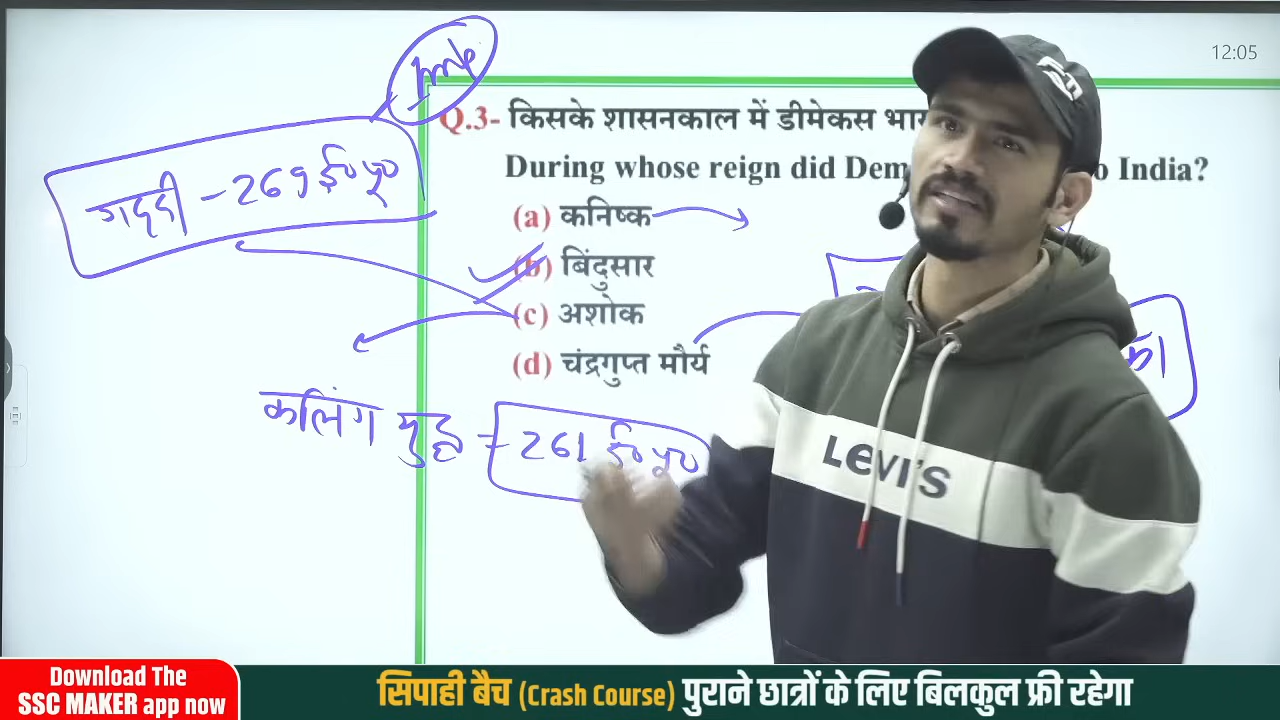 12:05
Imp
Q.3- किसके शासनकाल में डीमेकस
During whose reign did India?
गद्दी - 269 ई०पू०
(a) कनिष्क
(b) बिंदुसार
(c) अशोक
(d) चंद्रगुप्त मौर्य
कलिंग युद्ध - 261 ई०पू०
LEVI'S
Download The
SSC MAKER app now
सिपाही बैच (Crash Course) पुराने छात्रों के लिए बिलकुल फ्री रहेगा